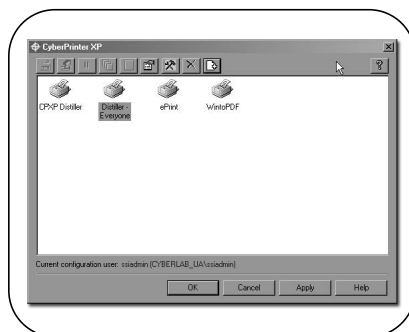 CyberPrinter XP
CPXP Distiller
Distiller -
Everyone
ePrint
WintoPDF
Current configuration user: ssiadmin (CYBERLAB_UA\ssiadmin)
OK Cancel Apply Help